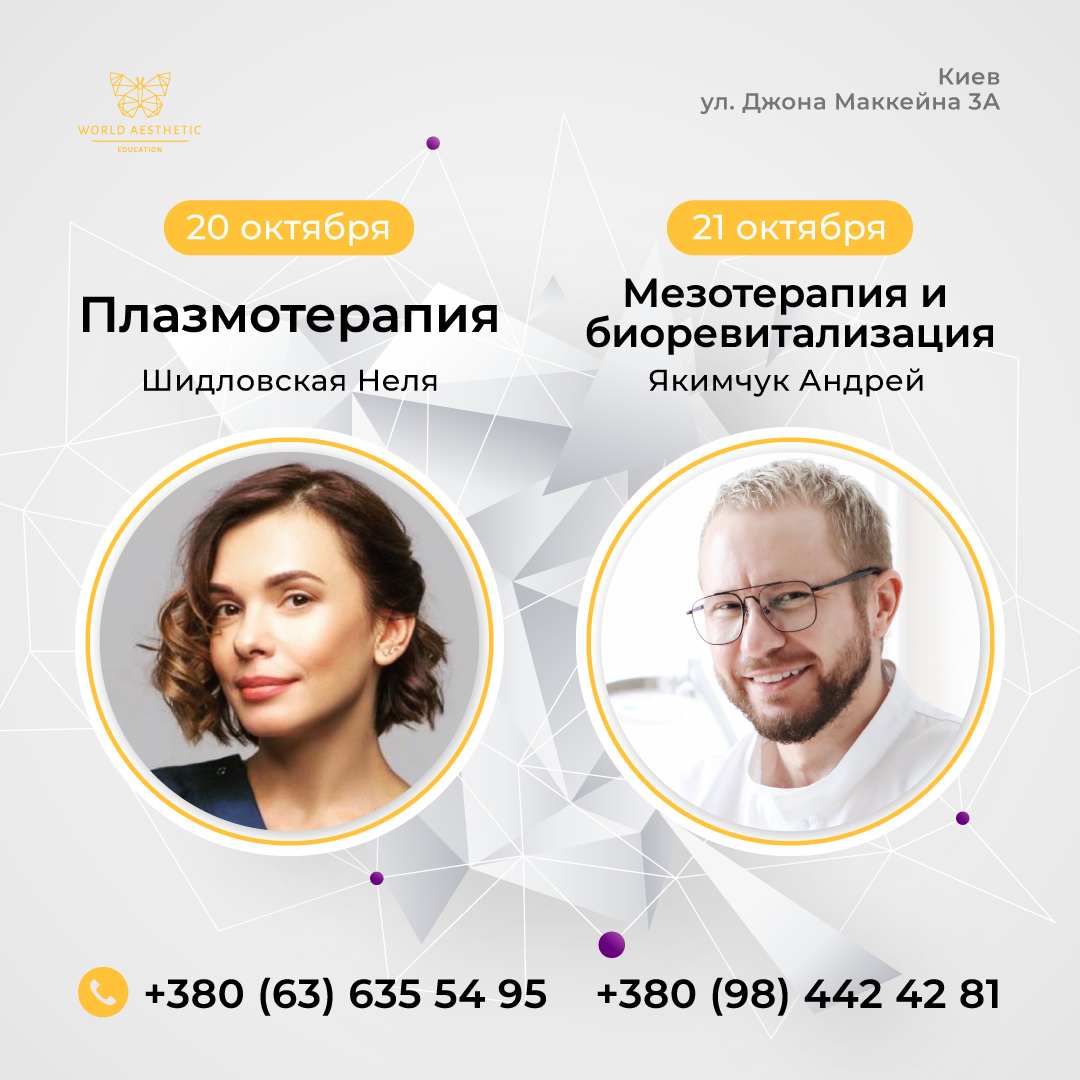 WORLD AESTHETIC
EDUCATION
Киев
ул. Джона Маккейна 3А
20 октября
Плазмотерапия
Шидловская Неля
21 октября
Мезотерапия и
биоревитализация
Якимчук Андрей
+380 (63) 635 54 95
+380 (98) 442 42 81